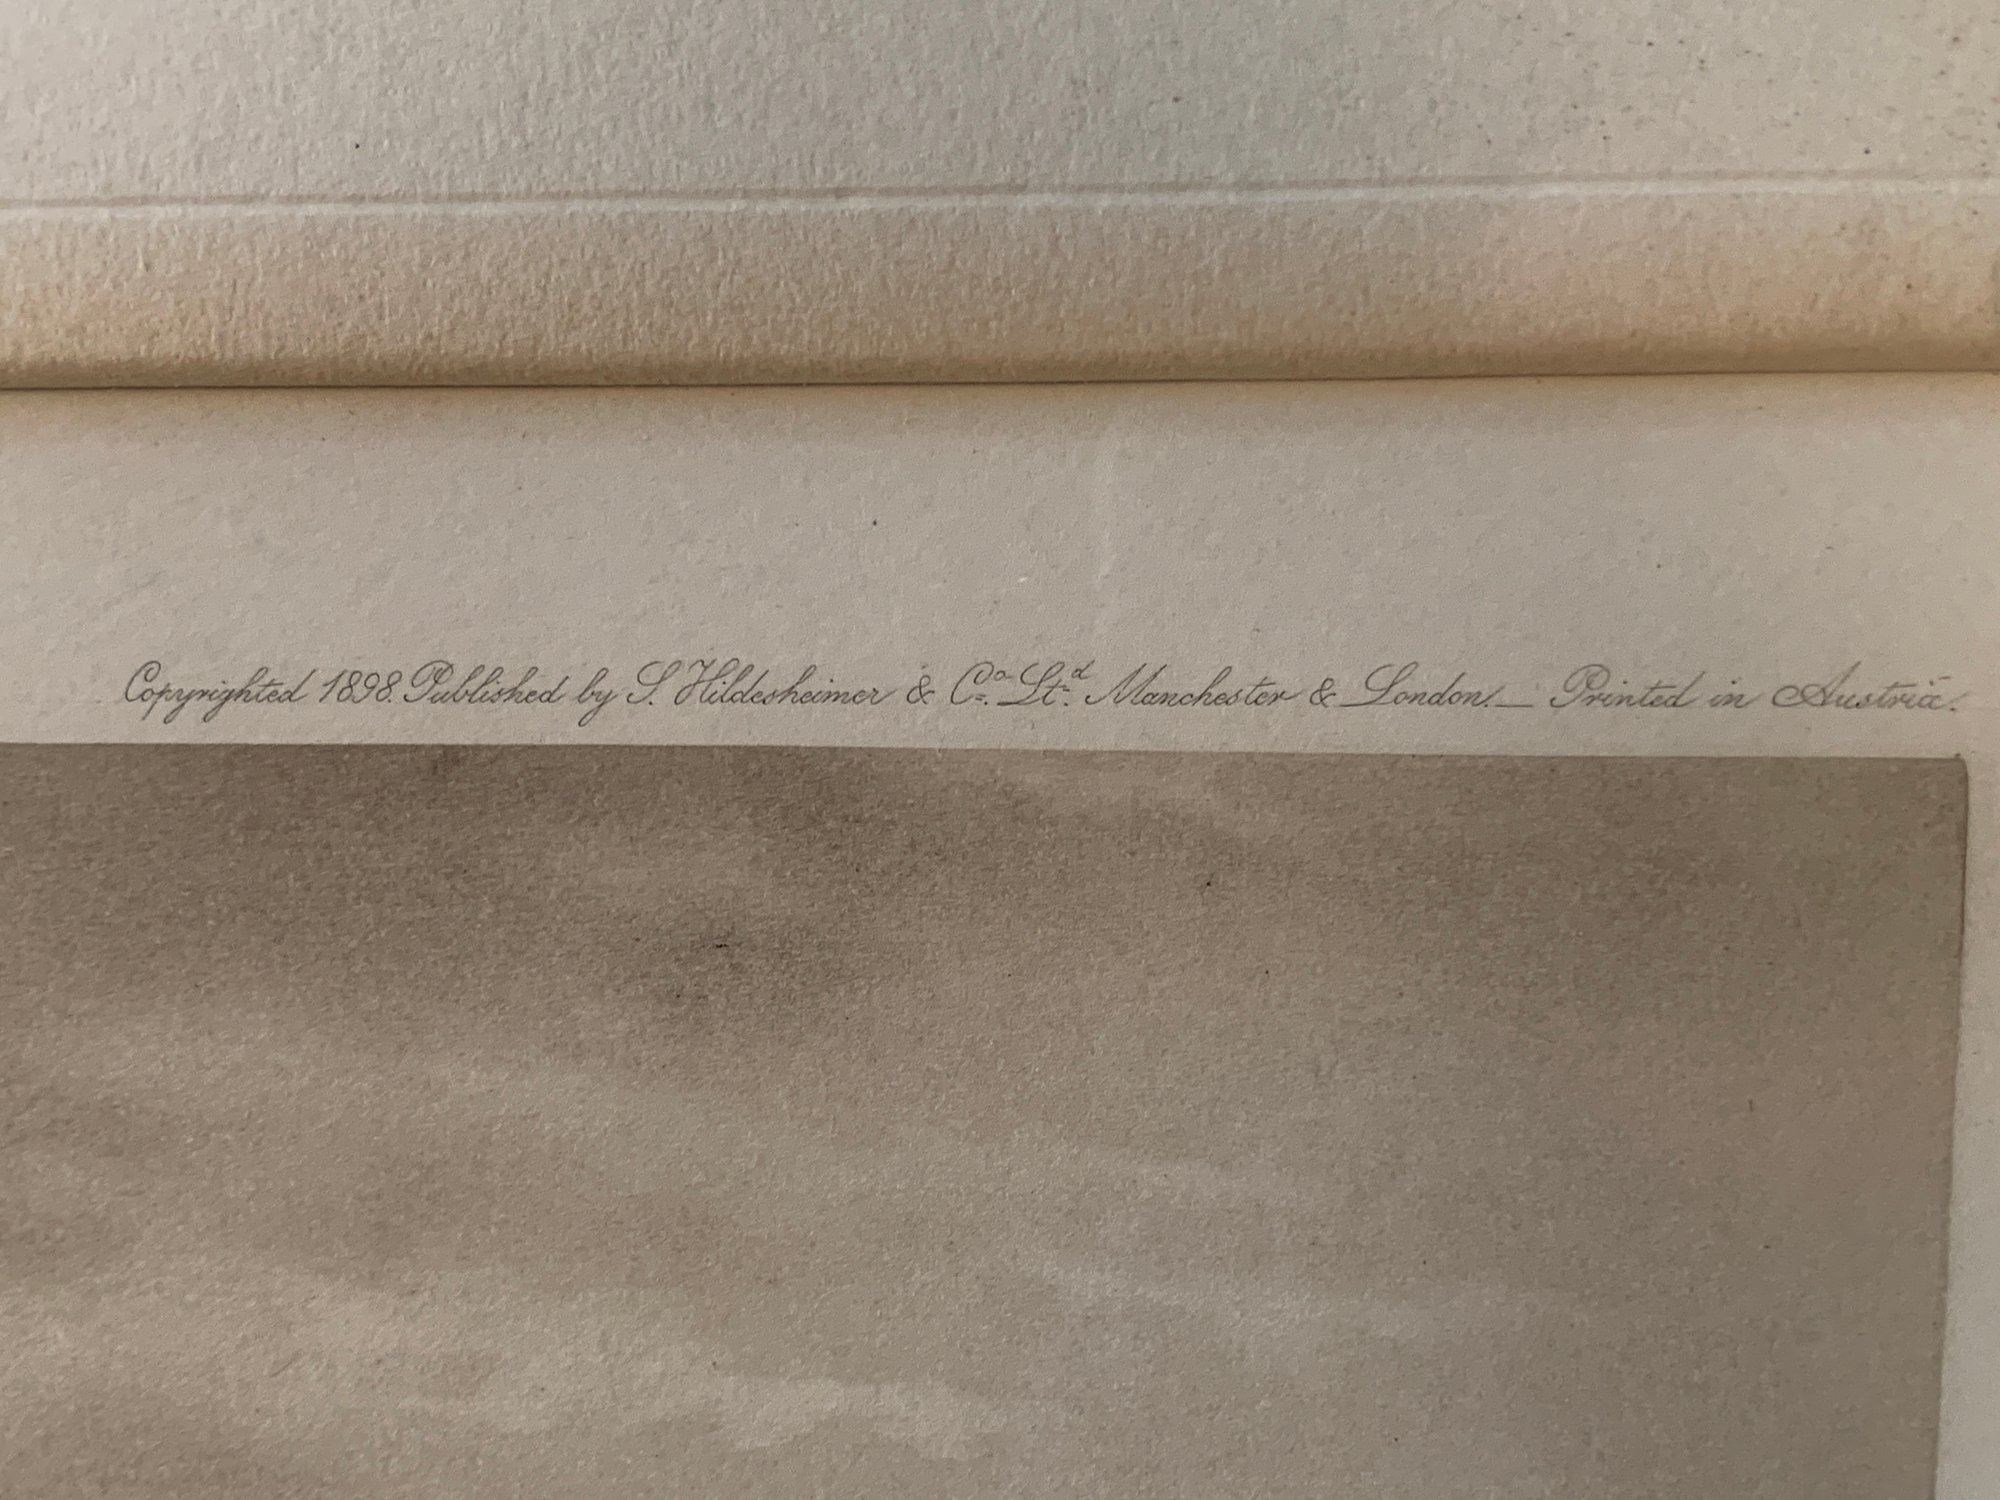 Copyrighted 1898. Published by S. Hildesheimer & Cº. Ltᵈ. Manchester & London. — Printed in Austria.